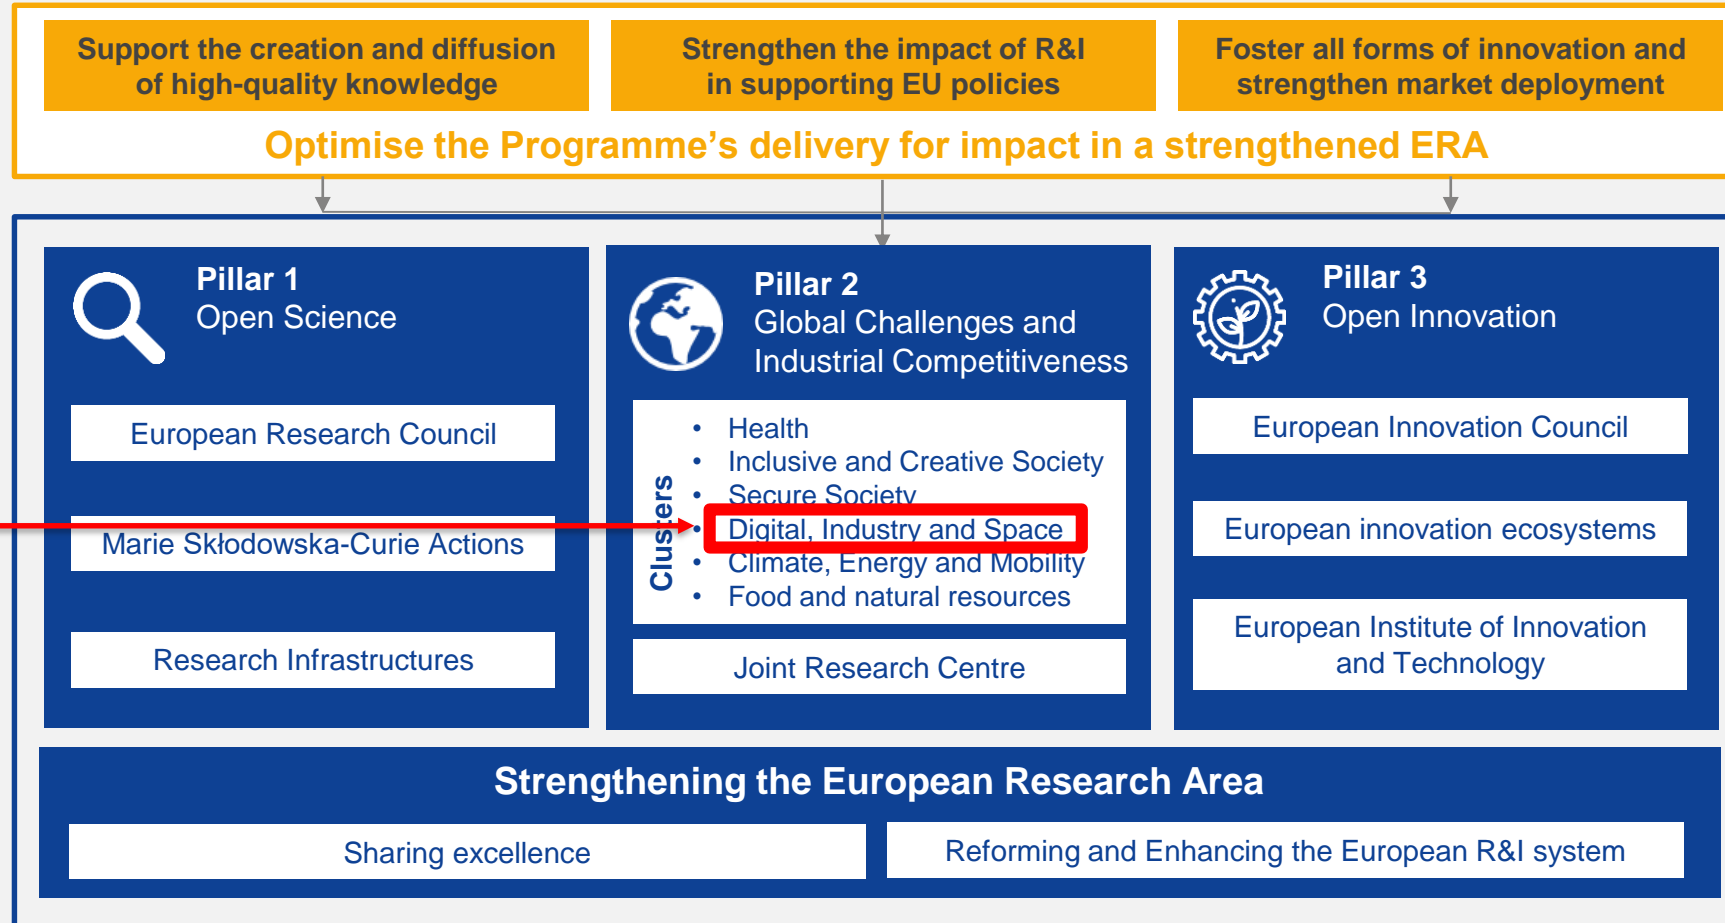 Support the creation and diffusion
of high-quality knowledge
Strengthen the impact of R&I
in supporting EU policies
Foster all forms of innovation and
strengthen market deployment
Optimise the Programme's delivery for impact in a strengthened ERA
Pillar 1
Open Science
European Research Council
Marie Skłodowska-Curie Actions
Research Infrastructures
Pillar 2
Global Challenges and
Industrial Competitiveness
Clusters
• Health
• Inclusive and Creative Society
• Secure Society
• Digital, Industry and Space
• Climate, Energy and Mobility
• Food and natural resources
Joint Research Centre
Pillar 3
Open Innovation
European Innovation Council
European innovation ecosystems
European Institute of Innovation
and Technology
Strengthening the European Research Area
Sharing excellence
Reforming and Enhancing the European R&I system